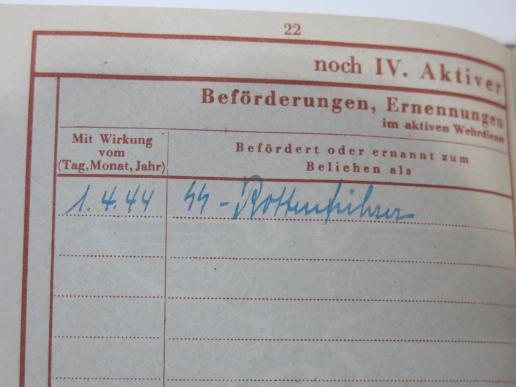 22
noch IV. Aktiver
Beförderungen, Ernennungen
im aktiven Wehrdienst
Mit Wirkung
vom
(Tag, Monat, Jahr)
Befördert oder ernannt zum
Beliehen als
1. 4. 44 SS - Rottenführer